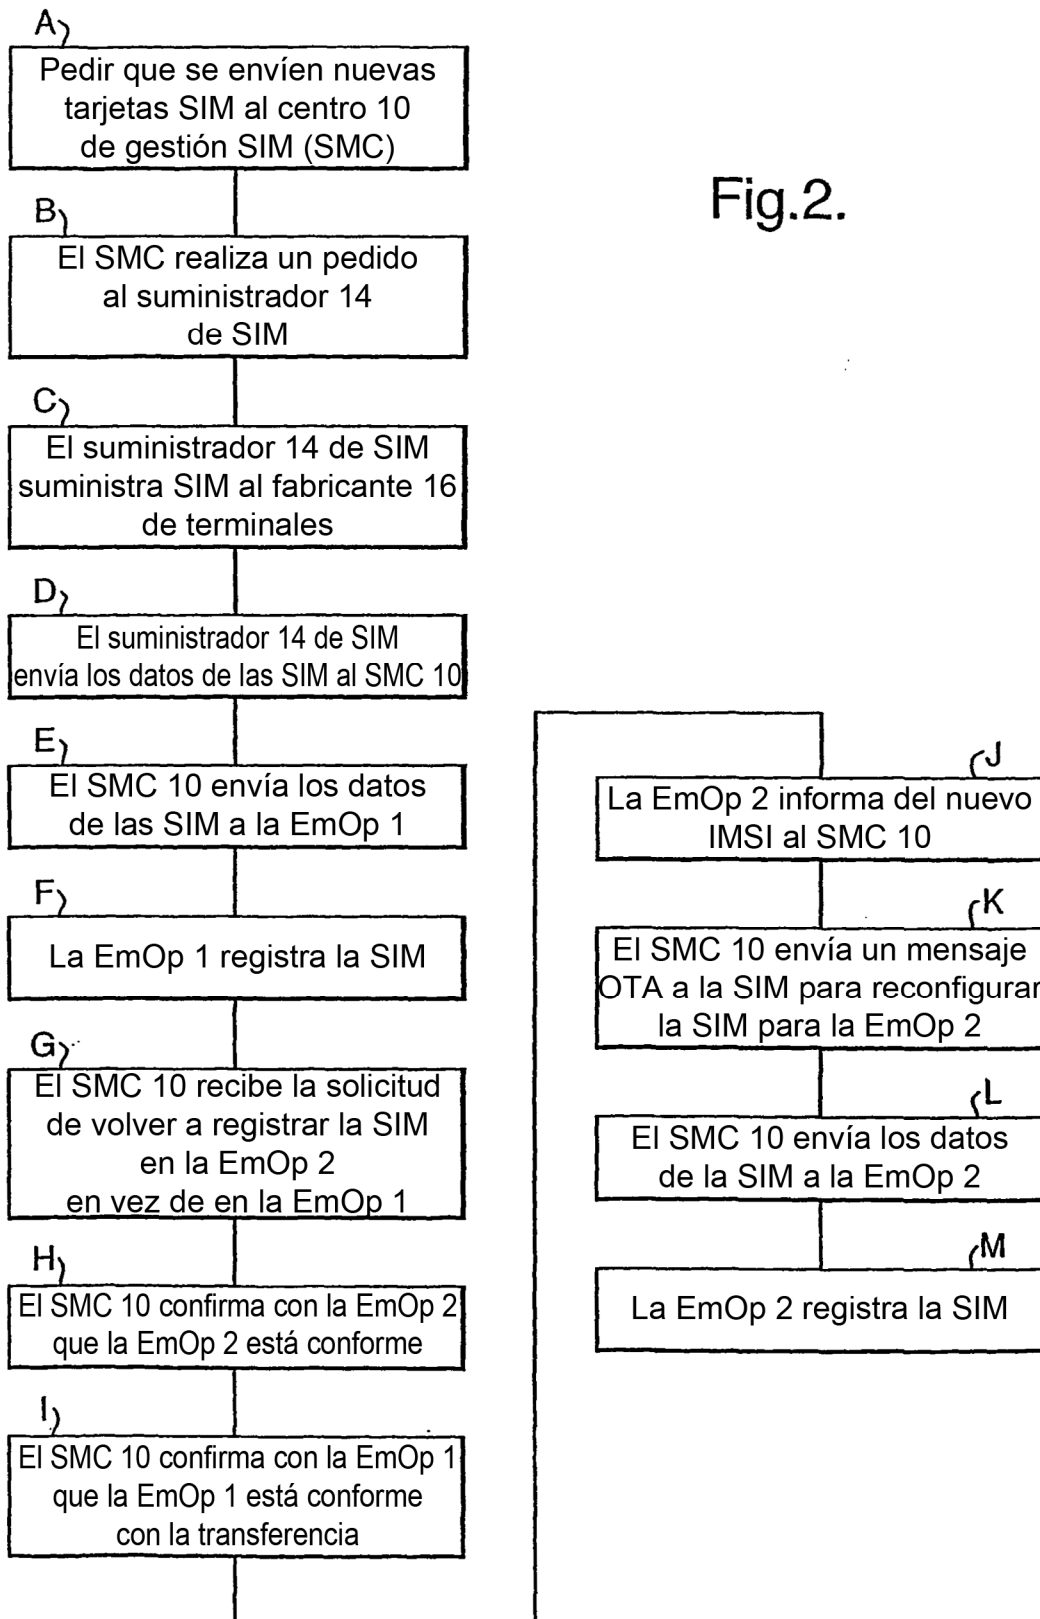 A
Pedir que se envíen nuevas
tarjetas SIM al centro 10
de gestión SIM (SMC)
Fig.2.
B
El SMC realiza un pedido
al suministrador 14
de SIM
C
El suministrador 14 de SIM
suministra SIM al fabricante 16
de terminales
D
El suministrador 14 de SIM
envía los datos de las SIM al SMC 10
E
El SMC 10 envía los datos
de las SIM a la EmOp 1
F
La EmOp 1 registra la SIM
G
El SMC 10 recibe la solicitud
de volver a registrar la SIM
en la EmOp 2
en vez de en la EmOp 1
H
El SMC 10 confirma con la EmOp 2
que la EmOp 2 está conforme
I
El SMC 10 confirma con la EmOp 1
que la EmOp 1 está conforme
con la transferencia
J
La EmOp 2 informa del nuevo
IMSI al SMC 10
K
El SMC 10 envía un mensaje
OTA a la SIM para reconfigurar
la SIM para la EmOp 2
L
El SMC 10 envía los datos
de la SIM a la EmOp 2
M
La EmOp 2 registra la SIM